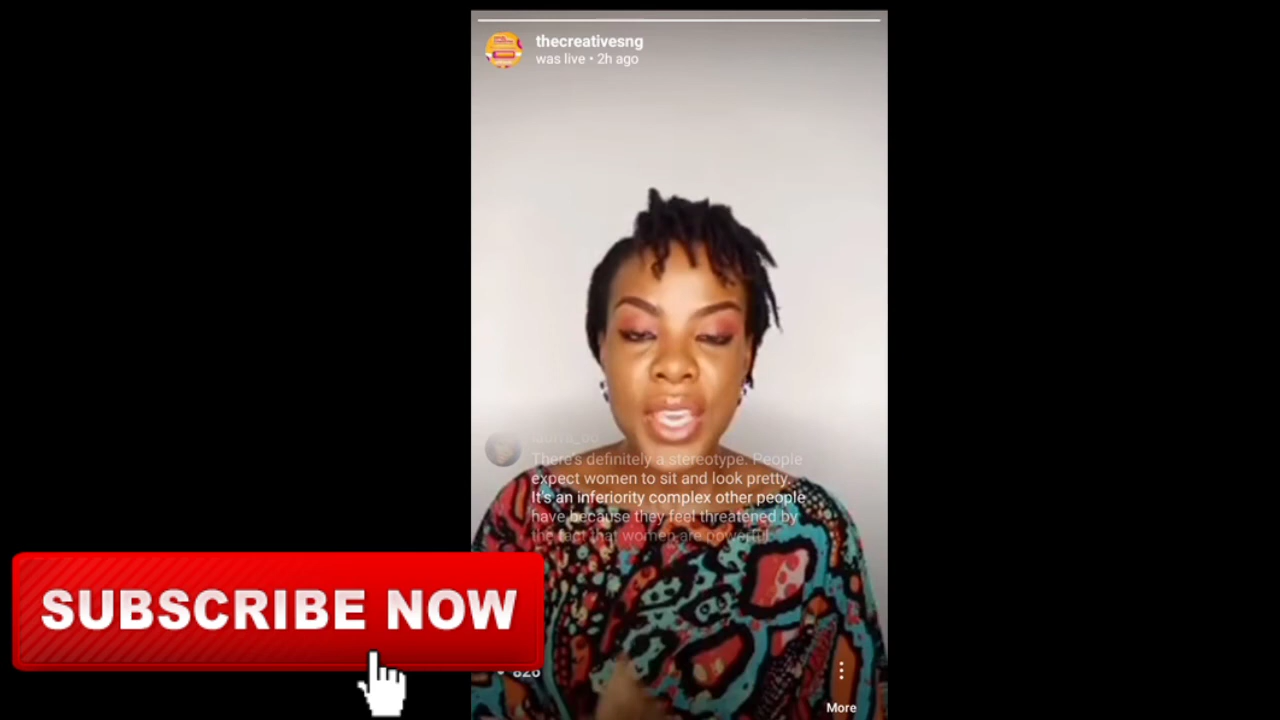 thecreativesng
was live • 2h ago
There's definitely a stereotype. People
expect women to sit and look pretty.
It's an inferiority complex other people
have because they feel threatened by
the fact that women are powerful
SUBSCRIBE NOW
826
More